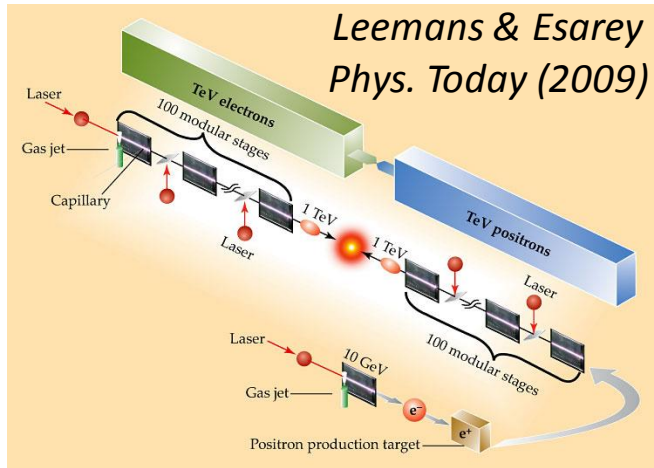 Leemans & Esarey
Phys. Today (2009)
TeV electrons
100 modular stages
Laser
Gas jet
Capillary
Laser
1 TeV
1 TeV
TeV positrons
Laser
100 modular stages
Laser
10 GeV
Gas jet
e⁻
e⁺
Positron production target